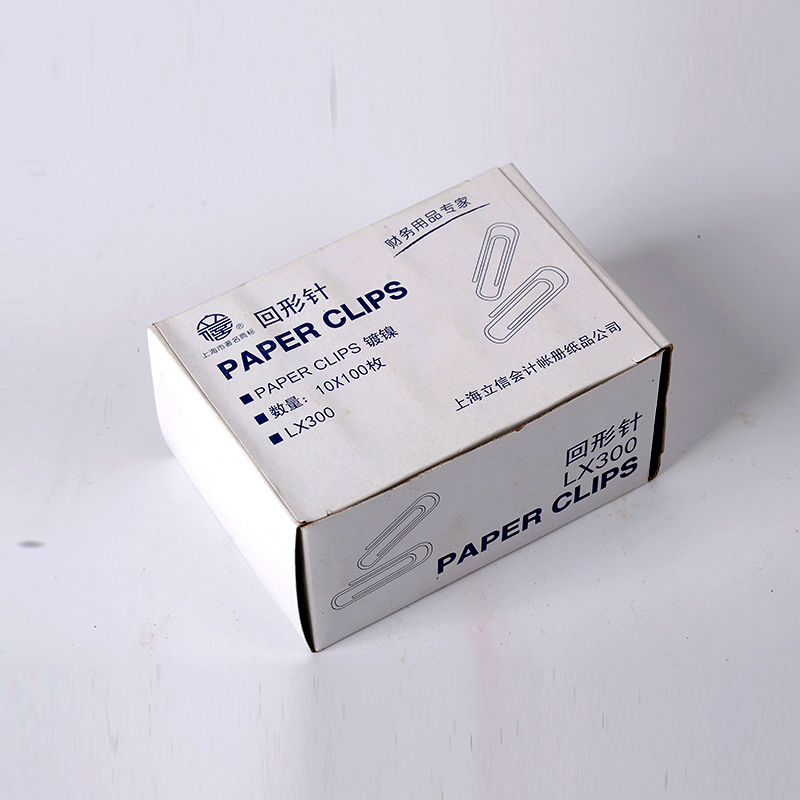 财务用品专家
立信®
上海市著名商标
回形针
PAPER CLIPS
■PAPER CLIPS 镀镍
■数量：10X100枚
■LX300
上海立信会计帐册纸品公司
回形针
LX300
PAPER CLIPS